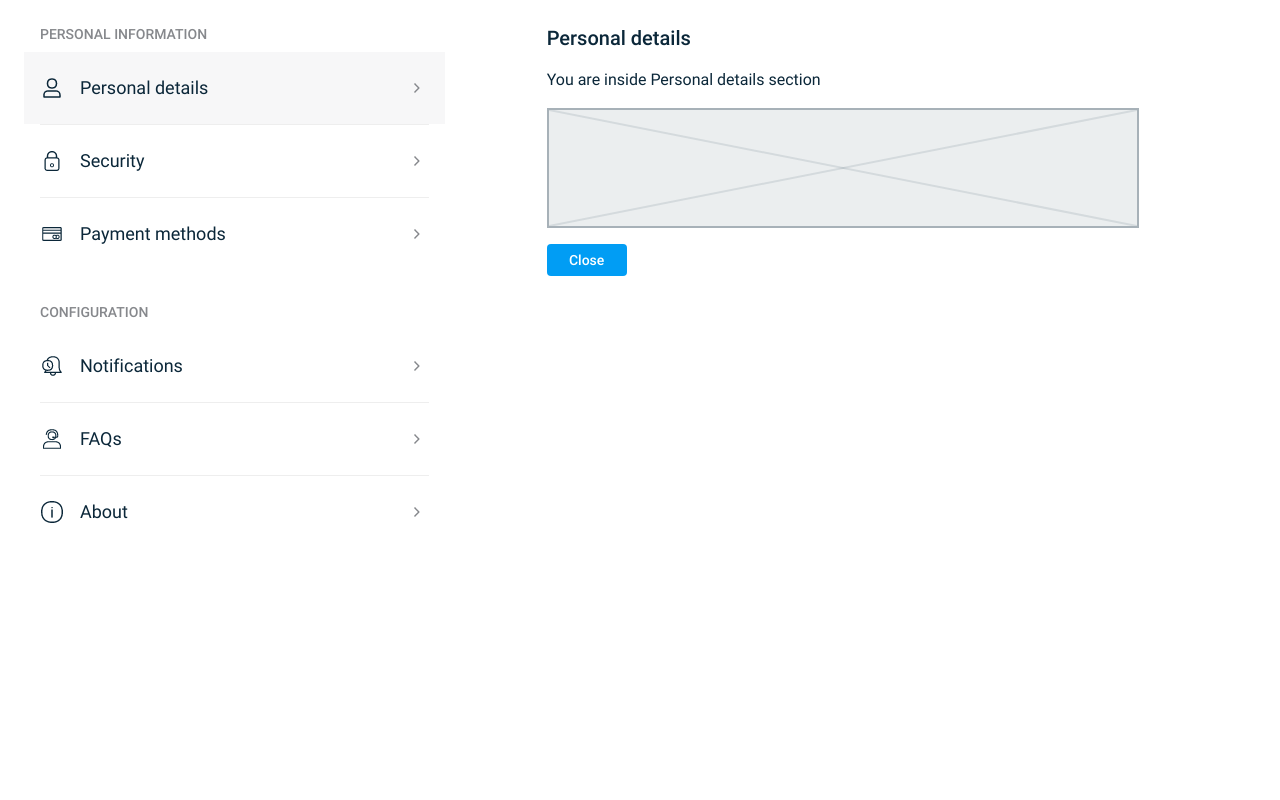 PERSONAL INFORMATION
Personal details
Security
Payment methods
CONFIGURATION
Notifications
FAQs
About
Personal details
You are inside Personal details section
Close